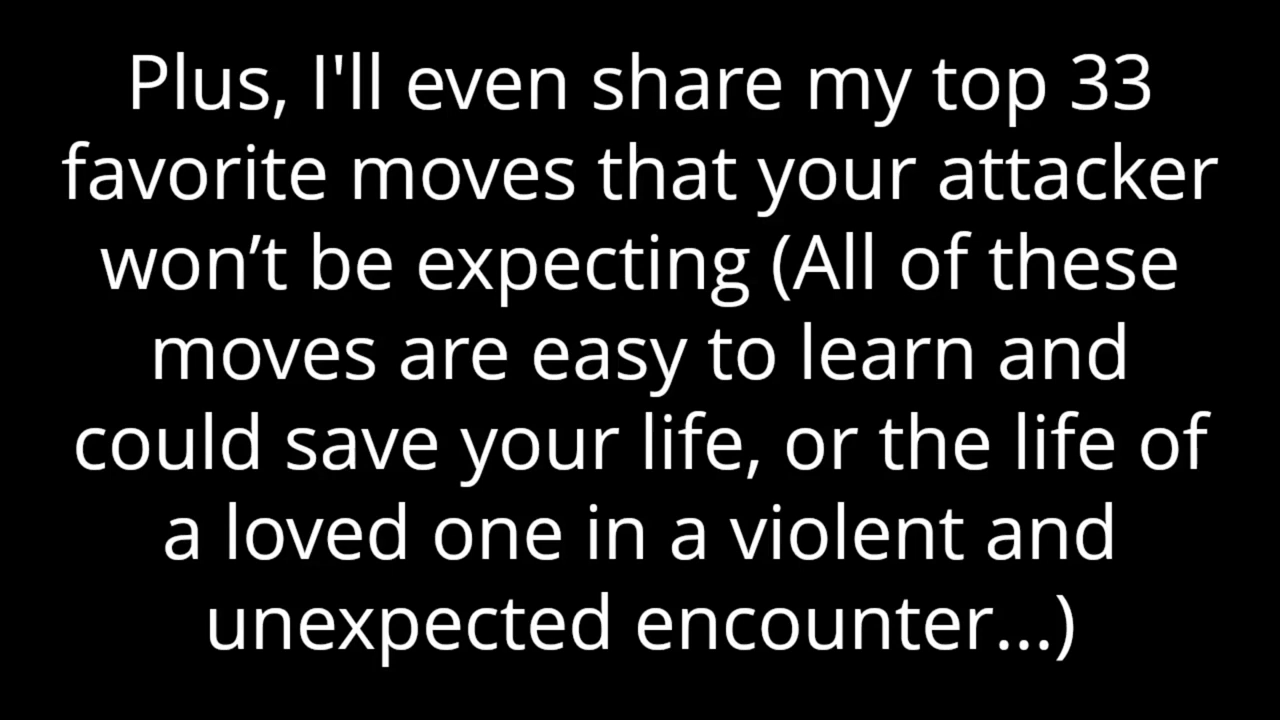 Plus, I'll even share my top 33
favorite moves that your attacker
won’t be expecting (All of these
moves are easy to learn and
could save your life, or the life of
a loved one in a violent and
unexpected encounter...)